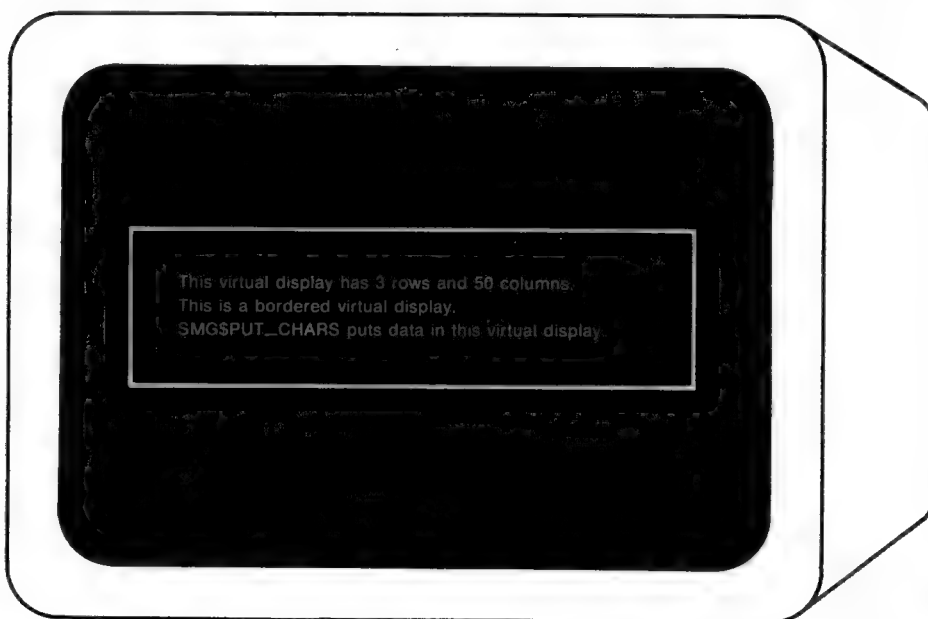 This virtual display has 3 rows and 50 columns.
This is a bordered virtual display.
SMG$PUT_CHARS puts data in this virtual display.